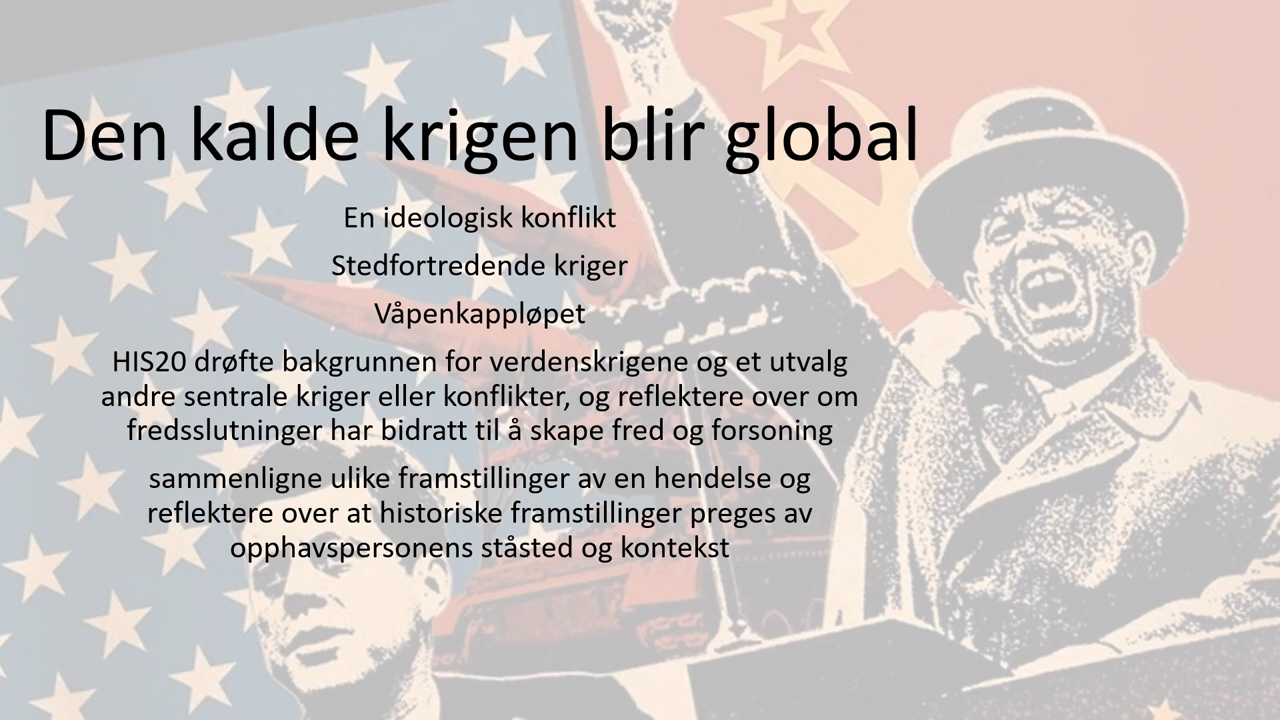 Den kalde krigen blir global
En ideologisk konflikt
Stedfortredende kriger
Våpenkappløpet
HIS20 drøfte bakgrunnen for verdenskrigene og et utvalg
andre sentrale kriger eller konflikter, og reflektere over om
fredsslutninger har bidratt til å skape fred og forsoning
sammenligne ulike framstillinger av en hendelse og
reflektere over at historiske framstillinger preges av
opphavspersonens ståsted og kontekst